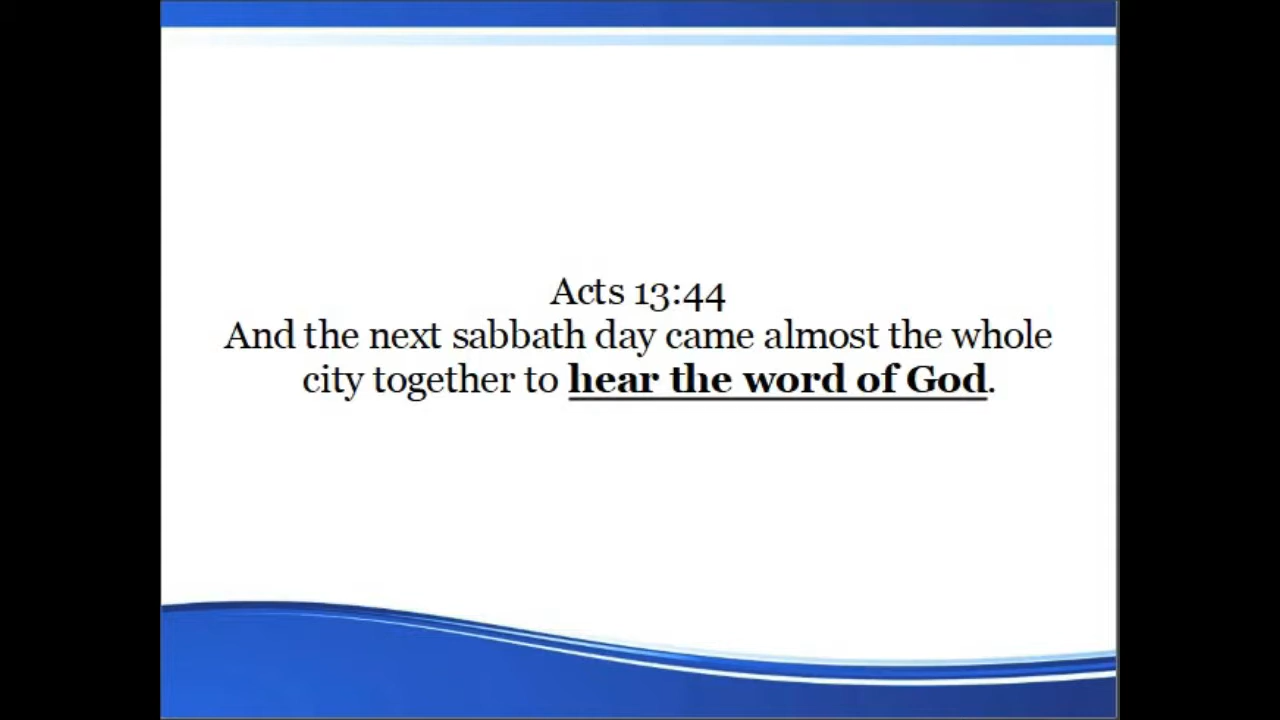 Acts 13:44
And the next sabbath day came almost the whole
city together to hear the word of God.